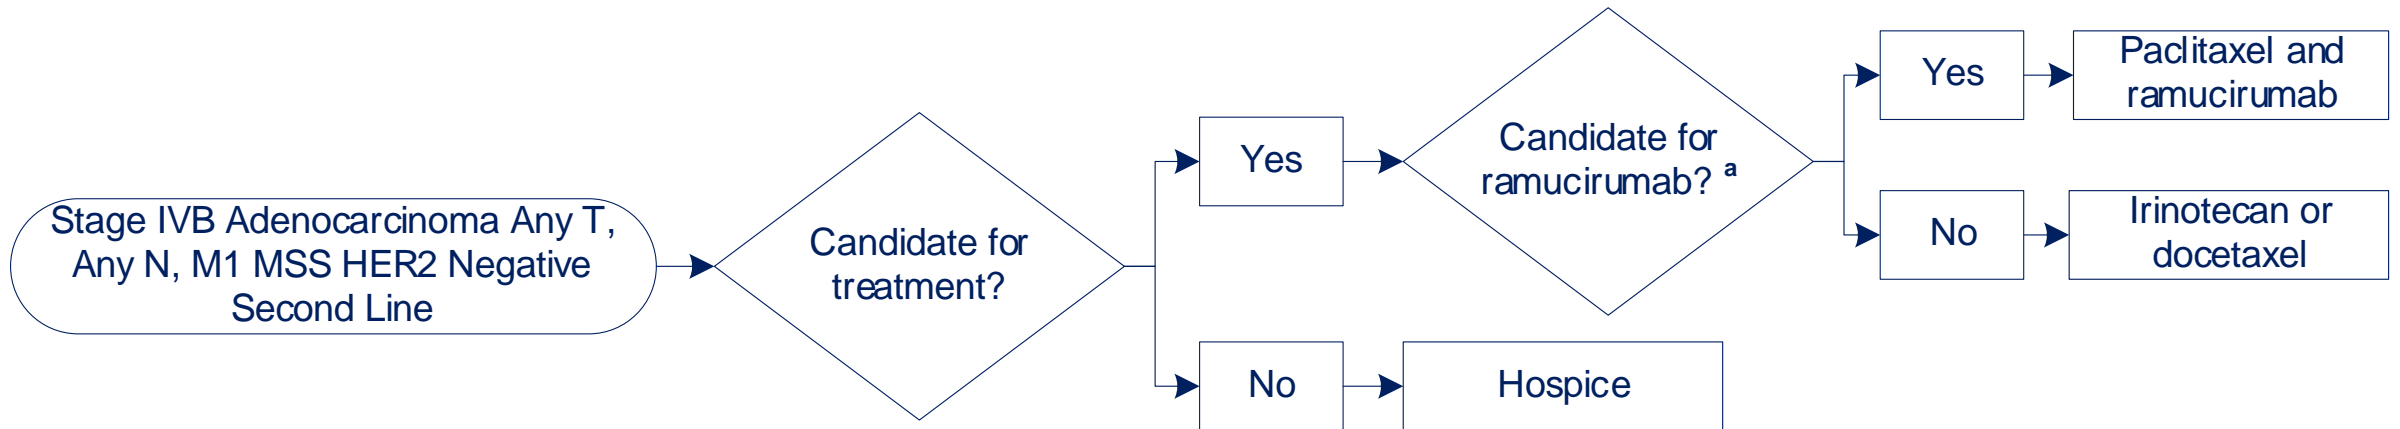 Stage IVB Adenocarcinoma Any T,
Any N, M1 MSS HER2 Negative
Second Line
Candidate for
treatment?
Yes
Candidate for
ramucirumab? a
Yes
Paclitaxel and
ramucirumab
No
Irinotecan or
docetaxel
No
Hospice